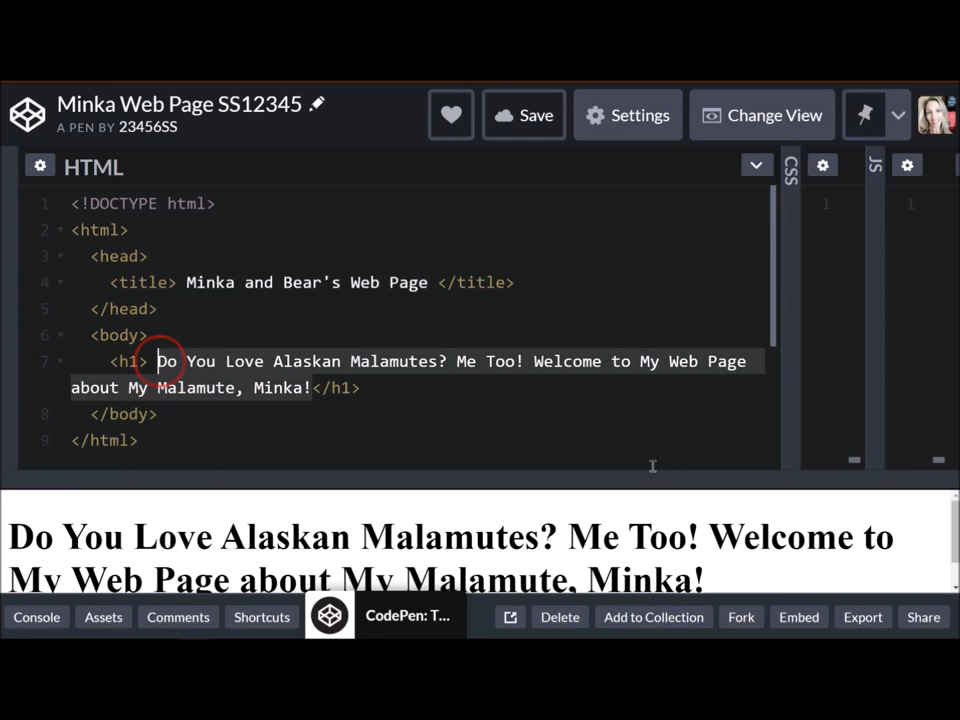 Minka Web Page SS12345
A PEN BY 23456SS
Save
Settings
Change View
HTML
CSS
JS
1 <!DOCTYPE html>
2 <html>
3 <head>
4 <title> Minka and Bear's Web Page </title>
5 </head>
6 <body>
7 <h1> Do You Love Alaskan Malamutes? Me Too! Welcome to My Web Page
about My Malamute, Minka!</h1>
8 </body>
9 </html>
1
1
Do You Love Alaskan Malamutes? Me Too! Welcome to
My Web Page about My Malamute, Minka!
Console
Assets
Comments
Shortcuts
CodePen: T...
Delete
Add to Collection
Fork
Embed
Export
Share